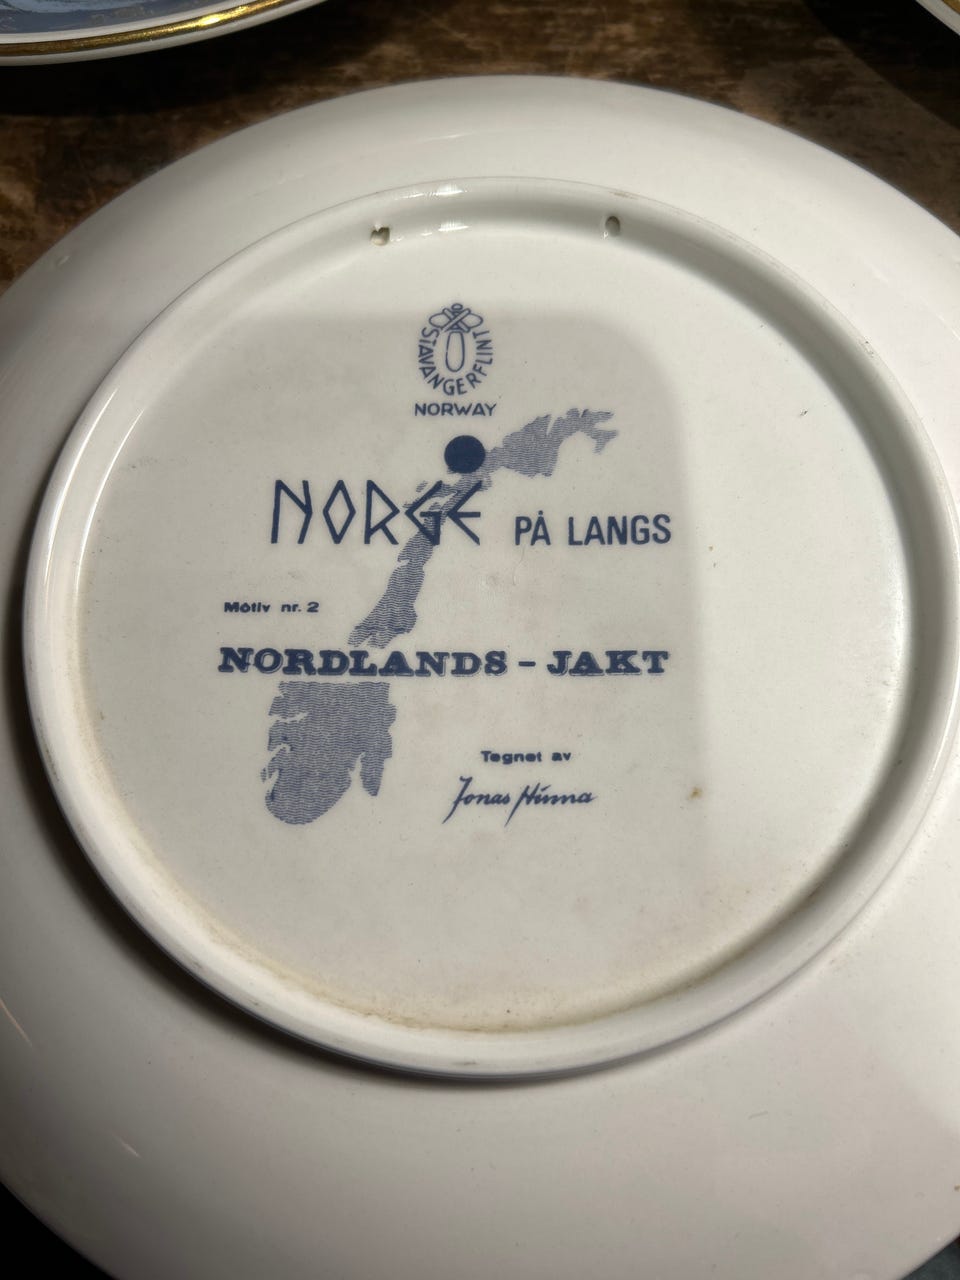 STAVANGERFLINT
NORWAY
NORGE PÅ LANGS
Motiv nr. 2
NORDLANDS - JAKT
Tegnet av
Jonas Hinna